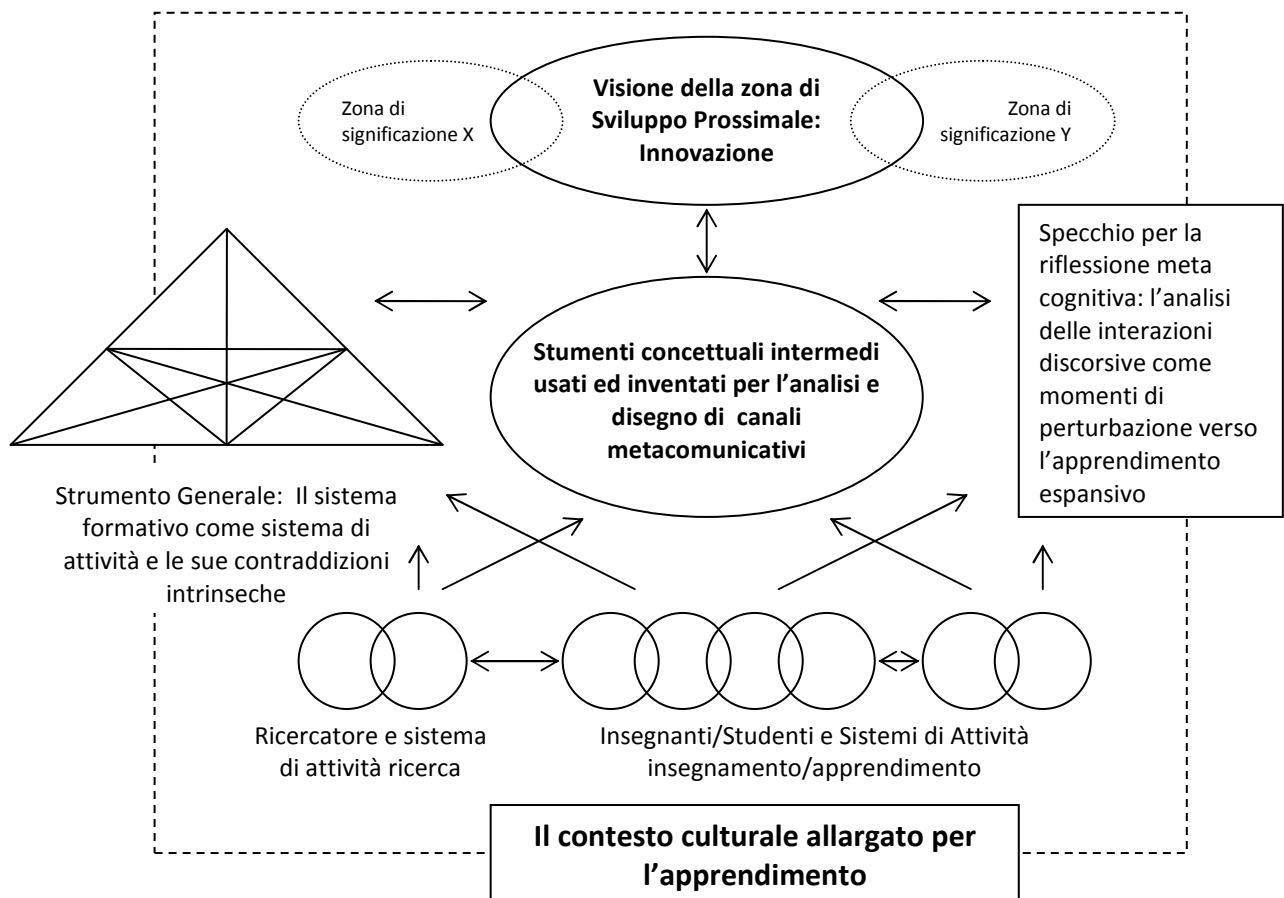 Visione della zona di
Sviluppo Prossimale:
Innovazione
Zona di
significazione X
Zona di
significazione Y
Specchio per la
riflessione meta
cognitiva: l’analisi
delle interazioni
discorsive come
momenti di
perturbazione verso
l’apprendimento
espansivo
Stumenti concettuali intermedi
usati ed inventati per l’analisi e
disegno di canali
metacomunicativi
Strumento Generale: Il sistema
formativo come sistema di
attività e le sue contraddizioni
intrinseche
Ricercatore e sistema
di attività ricerca
Insegnanti/Studenti e Sistemi di Attività
insegnamento/apprendimento
Il contesto culturale allargato per
l’apprendimento